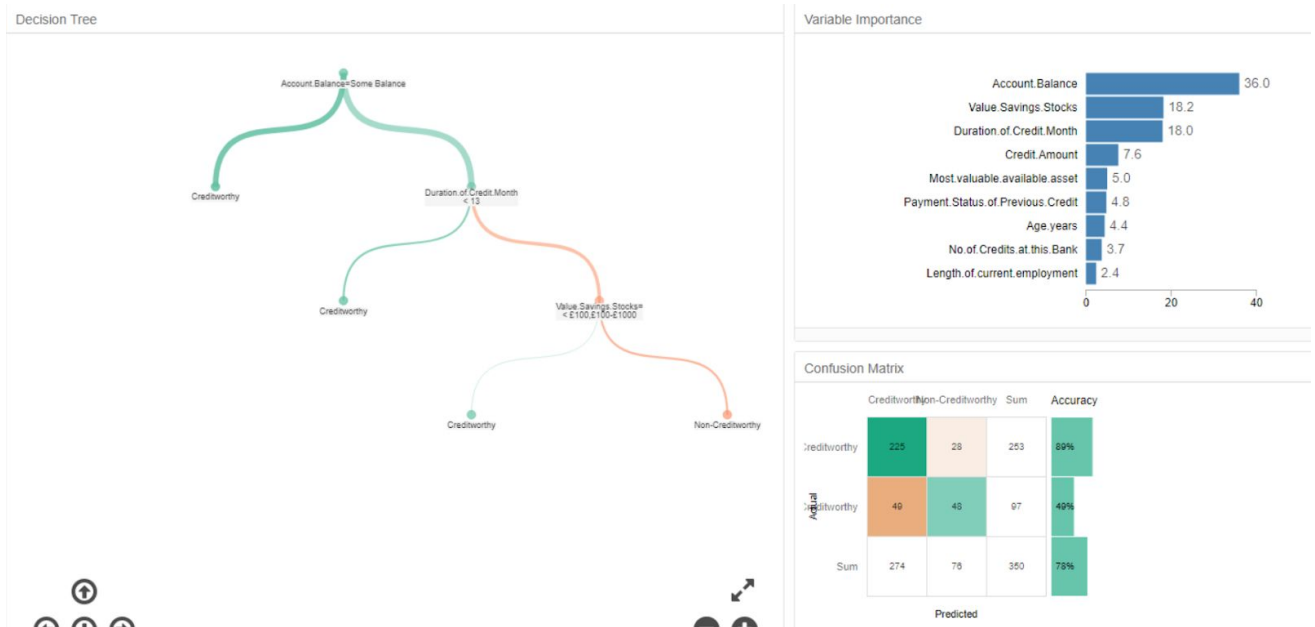 Decision Tree
Account.Balance=Some Balance
Creditworthy
Duration.of.Credit.Month
< 13
Creditworthy
Value.Savings.Stocks=
< £100,£100-£1000
Creditworthy
Non-Creditworthy
Variable Importance
Account.Balance 36.0
Value.Savings.Stocks 18.2
Duration.of.Credit.Month 18.0
Credit.Amount 7.6
Most.valuable.available.asset 5.0
Payment.Status.of.Previous.Credit 4.8
Age.years 4.4
No.of.Credits.at.this.Bank 3.7
Length.of.current.employment 2.4
0 20 40
Confusion Matrix
Creditworthy Non-Creditworthy Sum Accuracy
Creditworthy 225 28 253 89%
Creditworthy 49 48 97 49%
Actual
Sum 274 76 350 78%
Predicted